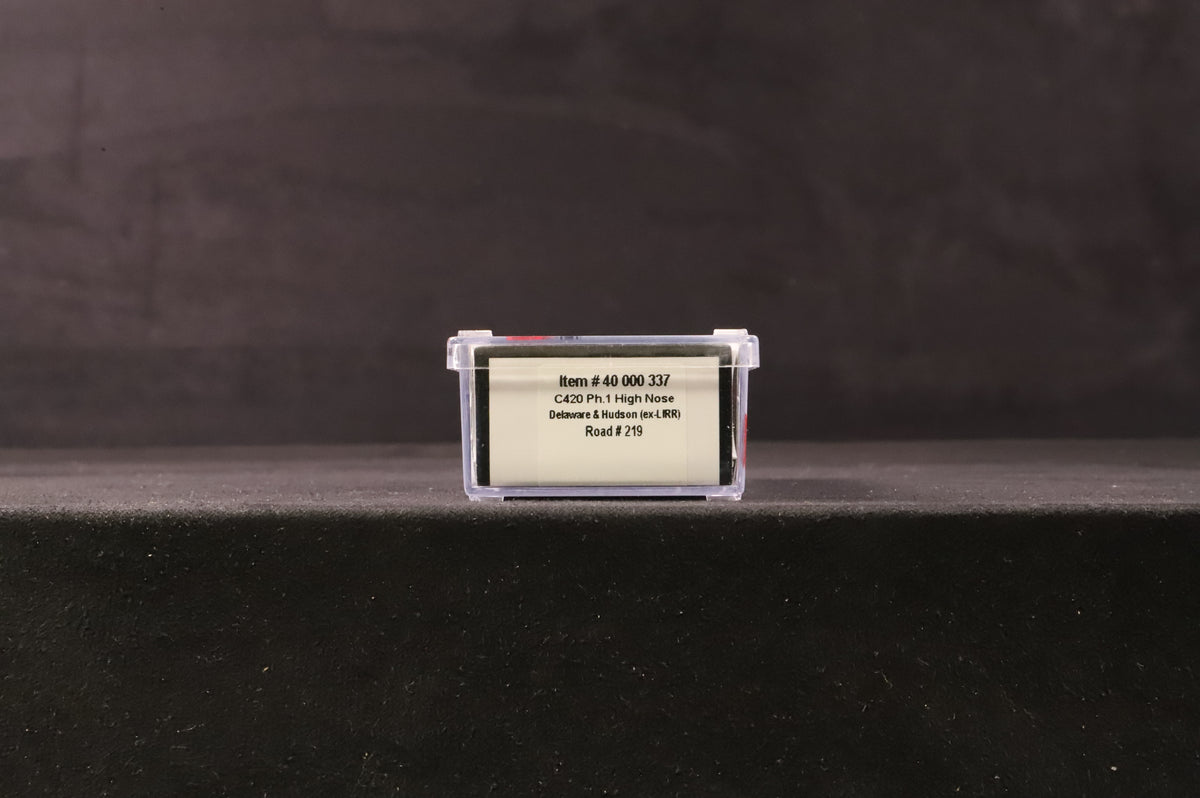 Item # 40 000 337
C420 Ph.1 High Nose
Delaware & Hudson (ex-LIRR)
Road # 219